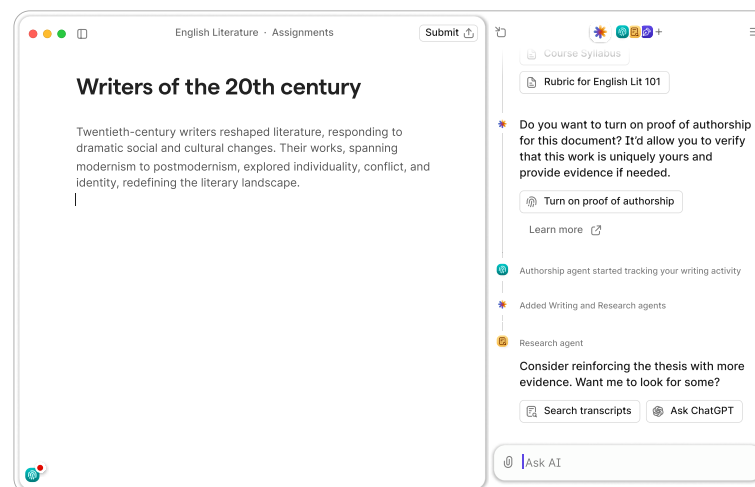 English Literature · Assignments
Submit
Writers of the 20th century
Twentieth-century writers reshaped literature, responding to
dramatic social and cultural changes. Their works, spanning
modernism to postmodernism, explored individuality, conflict, and
identity, redefining the literary landscape.
Course Syllabus
Rubric for English Lit 101
Do you want to turn on proof of authorship
for this document? It’d allow you to verify
that this work is uniquely yours and
provide evidence if needed.
Turn on proof of authorship
Learn more
Authorship agent started tracking your writing activity
Added Writing and Research agents
Research agent
Consider reinforcing the thesis with more
evidence. Want me to look for some?
Search transcripts
Ask ChatGPT
Ask AI